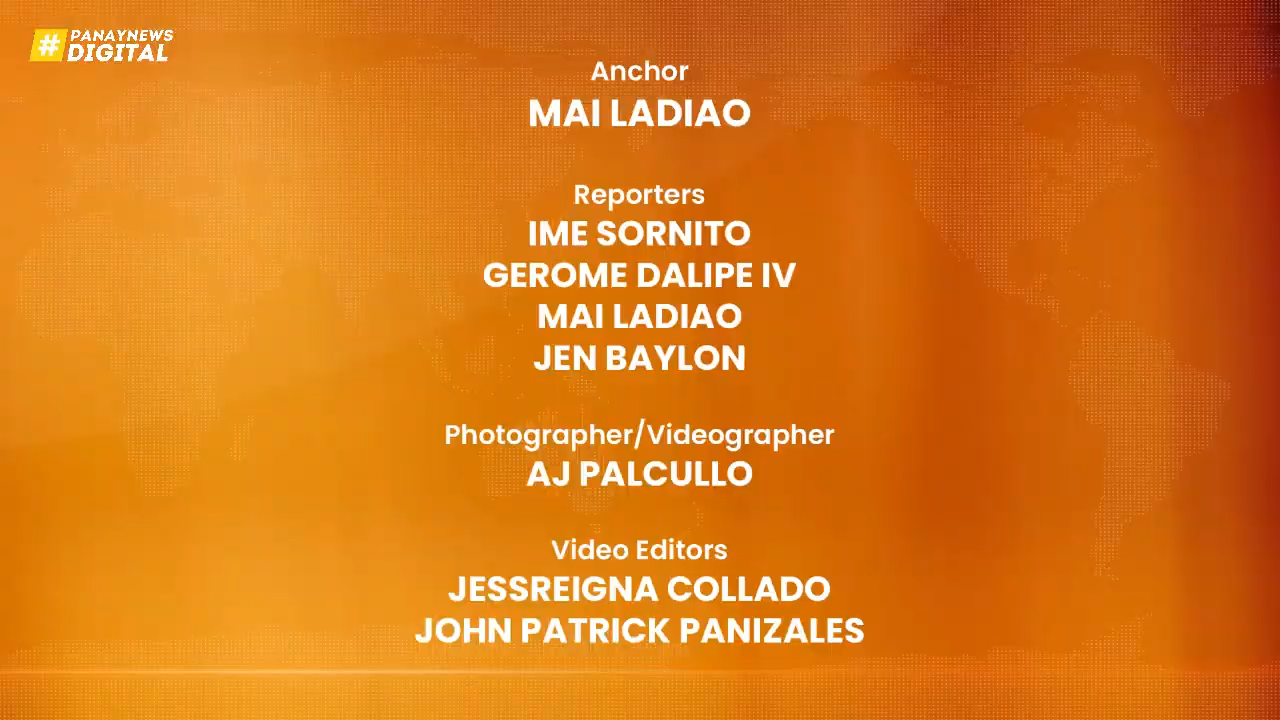 # PANAYNEWS
DIGITAL
Anchor
MAI LADIAO
Reporters
IME SORNITO
GEROME DALIPE IV
MAI LADIAO
JEN BAYLON
Photographer/Videographer
AJ PALCULLO
Video Editors
JESSREIGNA COLLADO
JOHN PATRICK PANIZALES